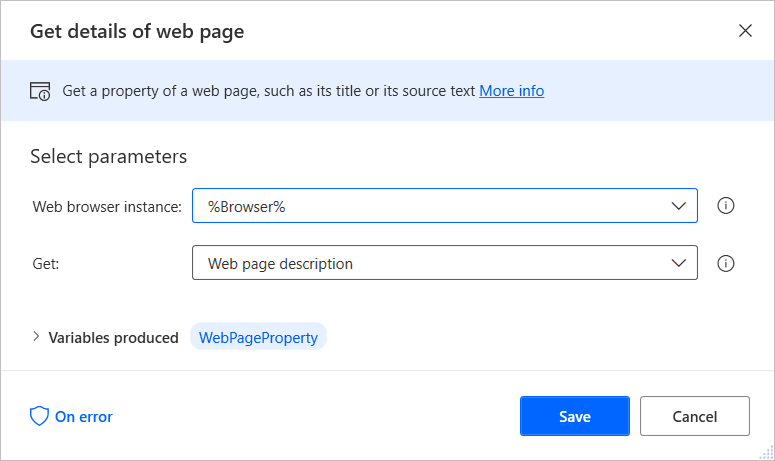 Get details of web page
Get a property of a web page, such as its title or its source text More info
Select parameters
Web browser instance: %Browser%
Get: Web page description
Variables produced WebPageProperty
On error Save Cancel